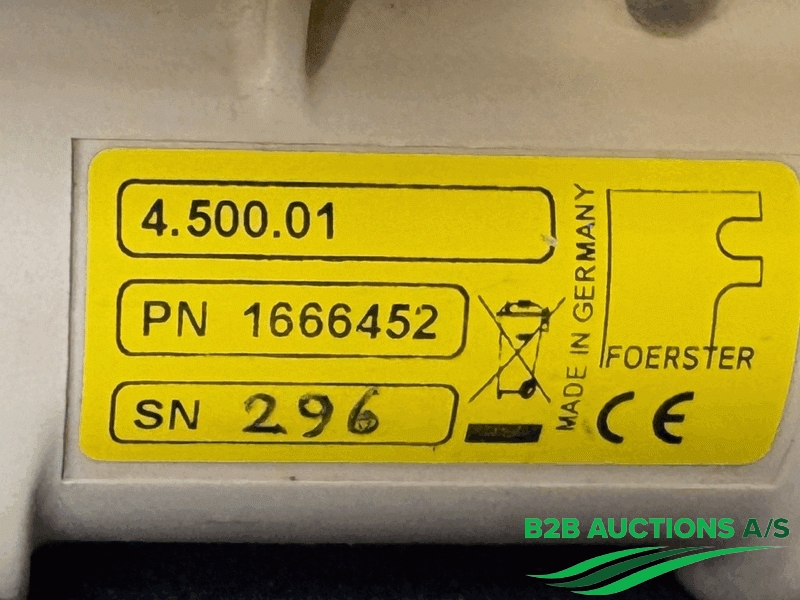 4.500.01
PN 1666452
SN 296
MADE IN GERMANY
FOERSTER
CE
B2B AUCTIONS A/S